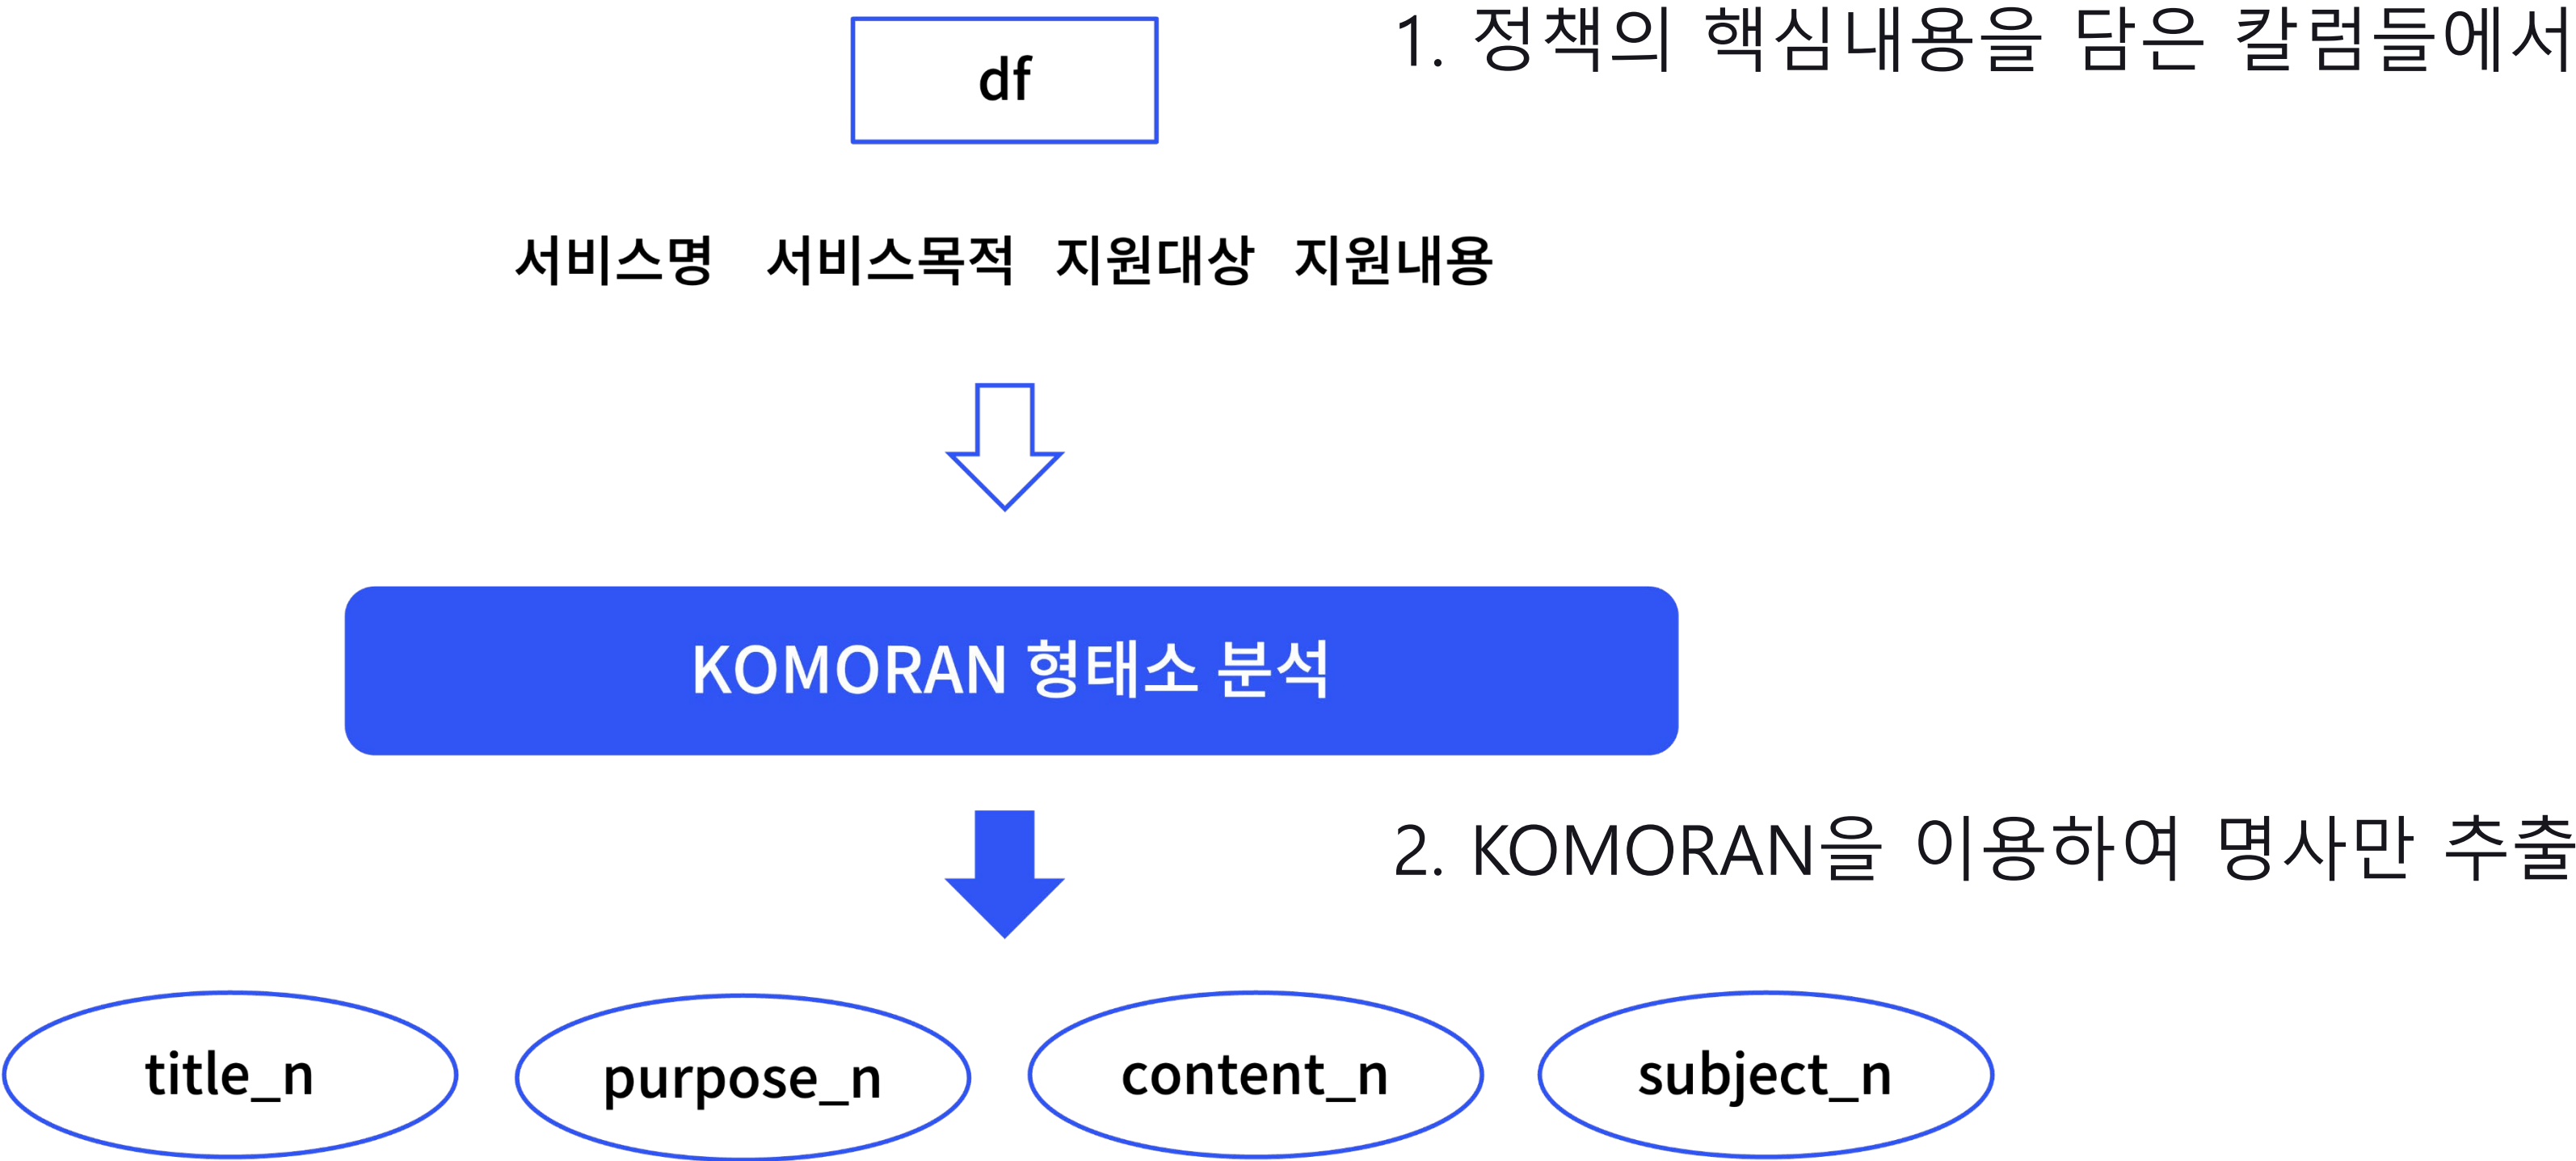 df
1. 정책의 핵심내용을 담은 칼럼들에서
서비스명 서비스목적 지원대상 지원내용
KOMORAN 형태소 분석
2. KOMORAN을 이용하여 명사만 추출
title_n purpose_n content_n subject_n